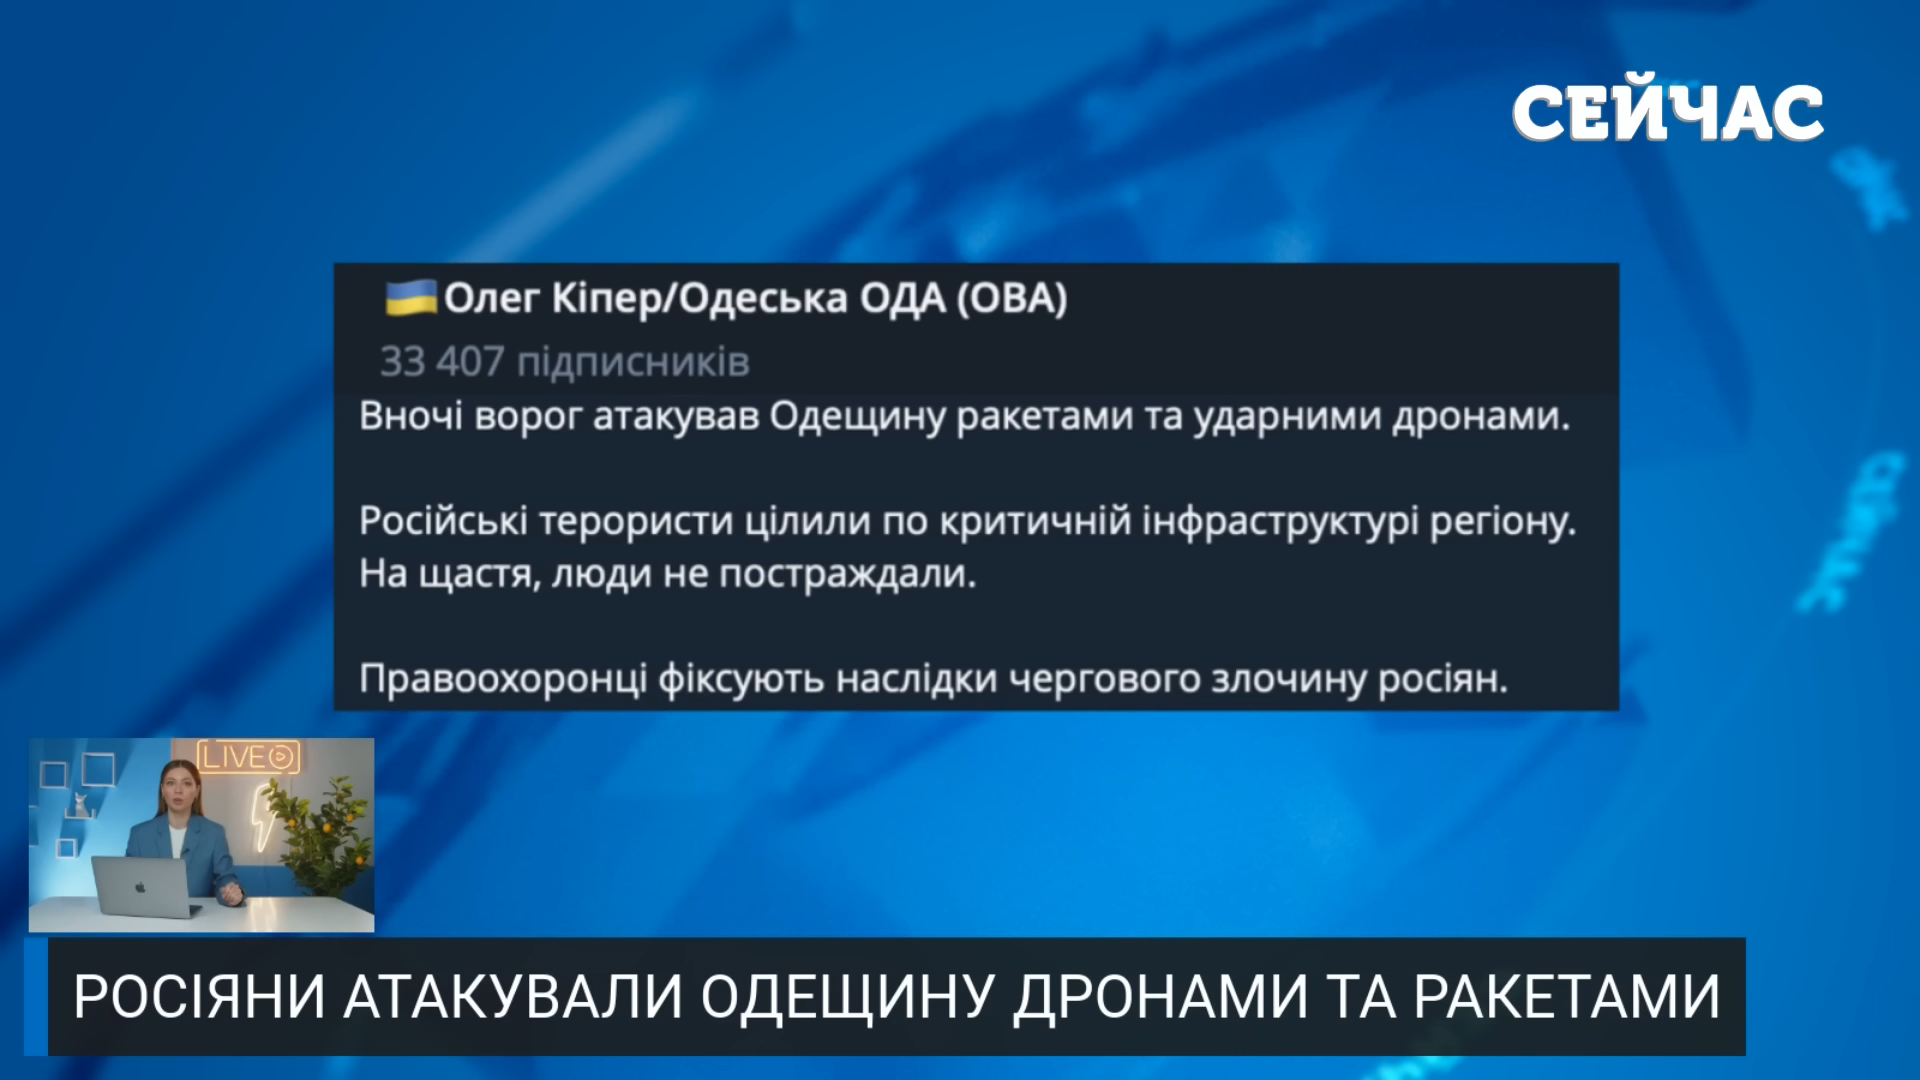 СЕЙЧАС
Олег Кіпер/Одеська ОДА (ОВА)
33 407 підписників
Вночі ворог атакував Одещину ракетами та ударними дронами.
Російські терористи цілили по критичній інфраструктурі регіону.
На щастя, люди не постраждали.
Правоохоронці фіксують наслідки чергового злочину росіян.
LIVE
РОСІЯНИ АТАКУВАЛИ ОДЕЩИНУ ДРОНАМИ ТА РАКЕТАМИ